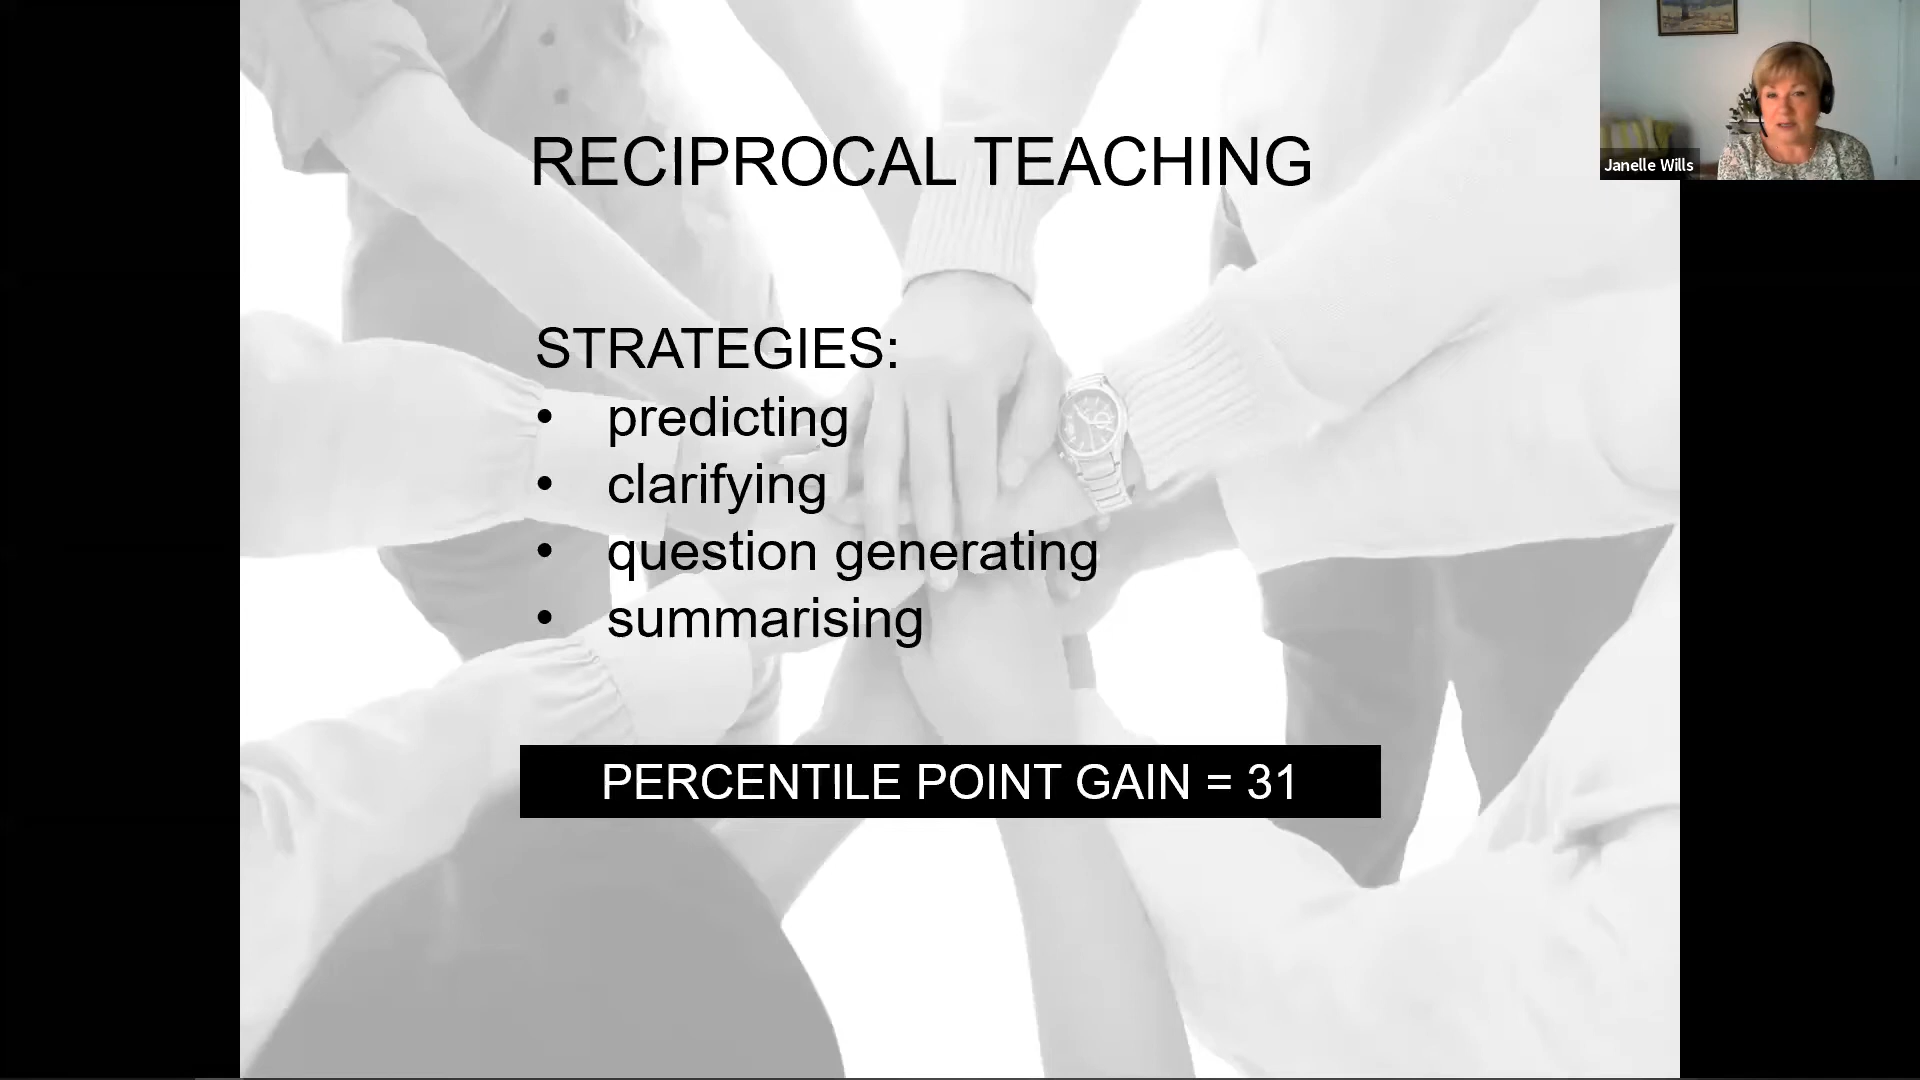 RECIPROCAL TEACHING
Janelle Wills
STRATEGIES:
• predicting
• clarifying
• question generating
• summarising
PERCENTILE POINT GAIN = 31